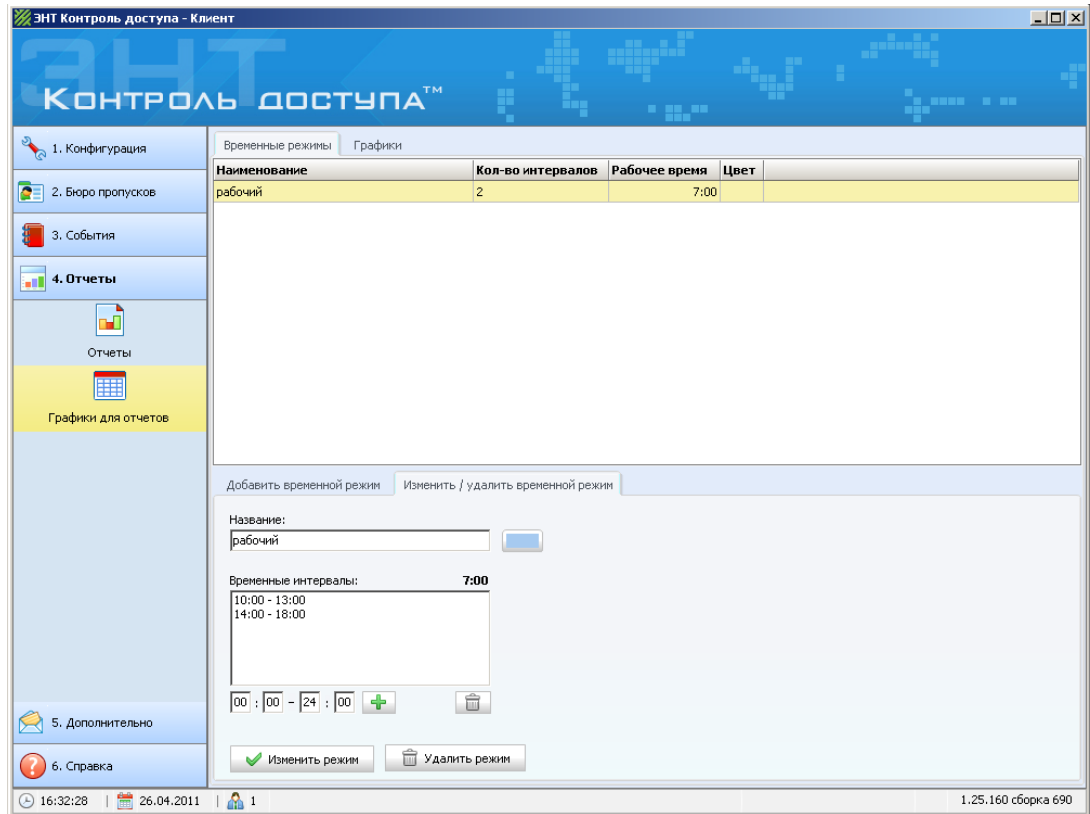 ЭНТ Контроль доступа - Клиент
ЭНТ
Контроль доступа™
1. Конфигурация
2. Бюро пропусков
3. События
4. Отчеты
Отчеты
Графики для отчетов
5. Дополнительно
6. Справка
Временные режимы Графики
Наименование Кол-во интервалов Рабочее время Цвет
рабочий 2 7:00
Добавить временной режим Изменить / удалить временной режим
Название:
рабочий
Временные интервалы: 7:00
10:00 - 13:00
14:00 - 18:00
00 : 00 - 24 : 00
Изменить режим Удалить режим
16:32:28 | 26.04.2011 | 1 1.25.160 сборка 690